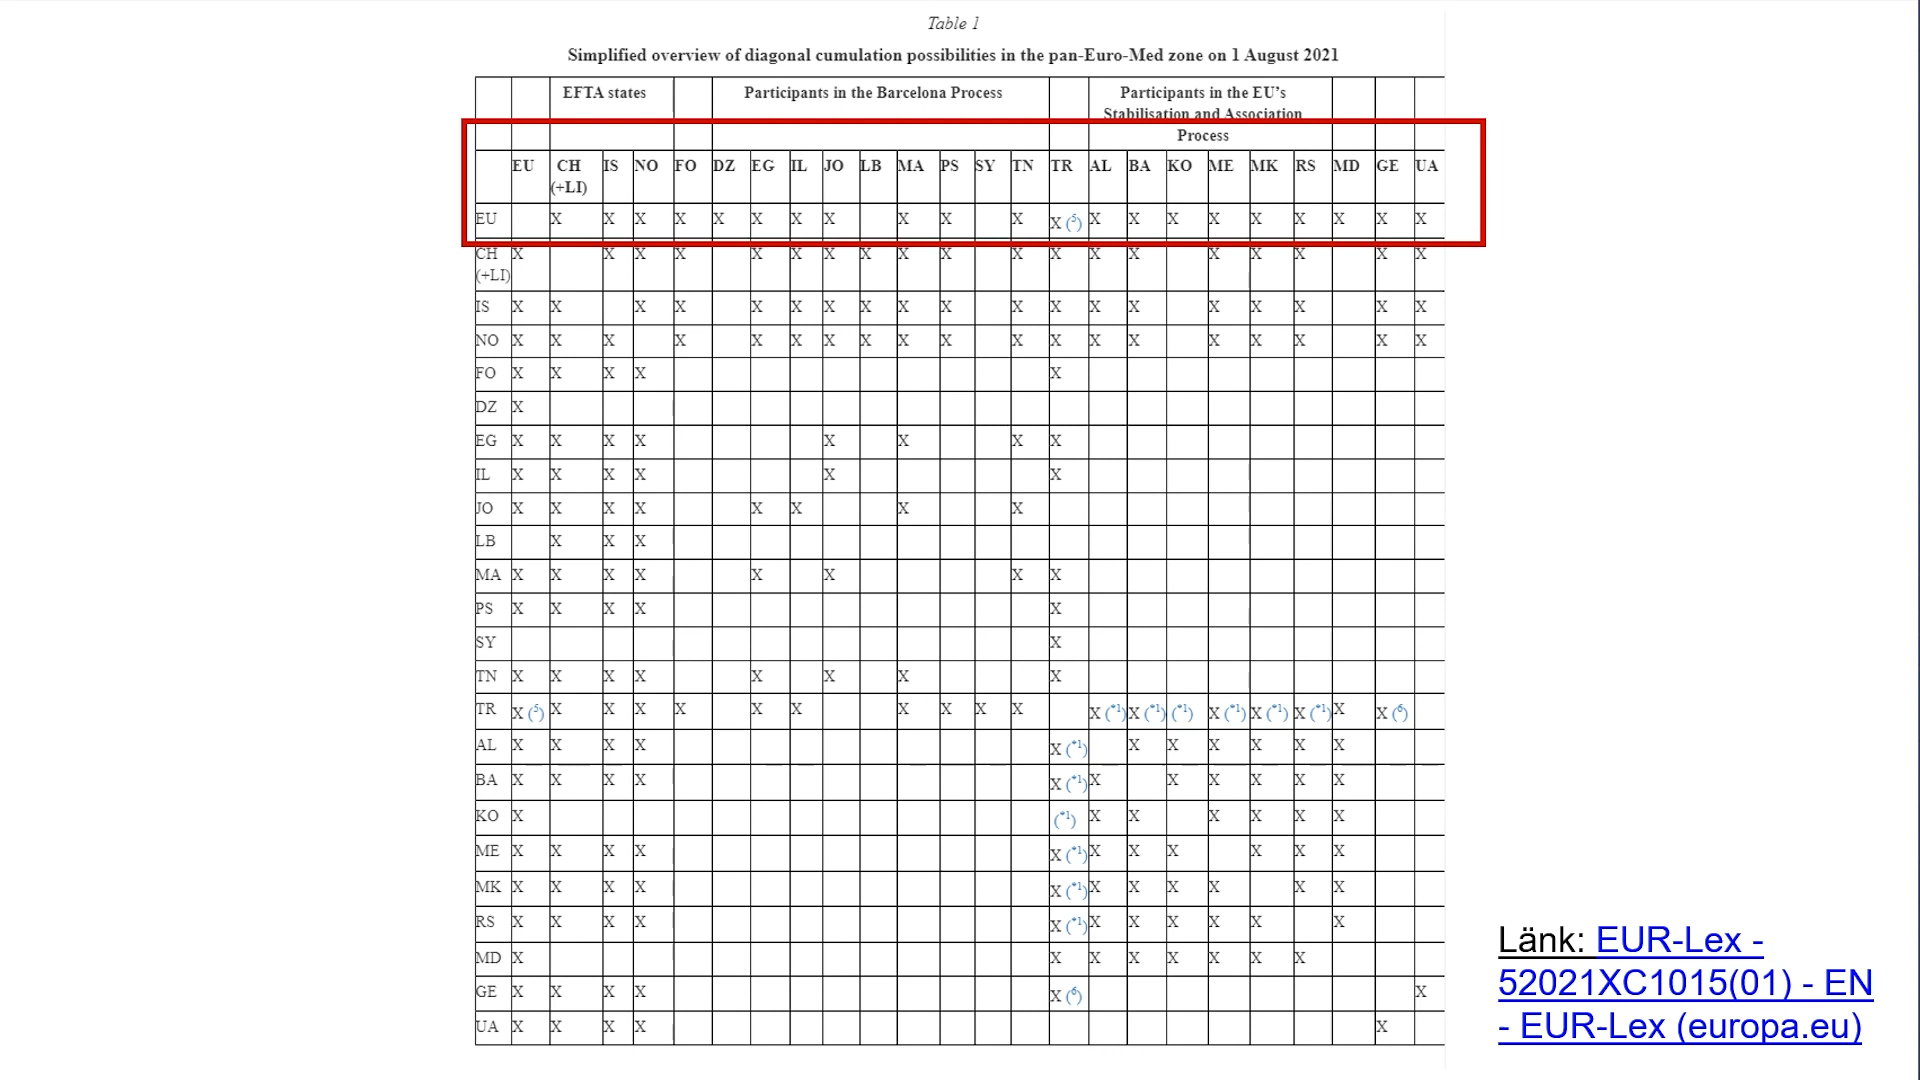 Table 1
Simplified overview of diagonal cumulation possibilities in the pan-Euro-Med zone on 1 August 2021
EFTA states Participants in the Barcelona Process Participants in the EU’s
Stabilisation and Association
Process
EU CH IS NO FO DZ EG IL JO LB MA PS SY TN TR AL BA KO ME MK RS MD GE UA
(+LI)
EU X X X X X X X X X X X X (5) X X X X X X X X X
CH X X X X X X X X X X X X X X X X X X X
(+LI)
IS X X X X X X X X X X X X X X X X X X X
NO X X X X X X X X X X X X X X X X X X X
FO X X X X X
DZ X
EG X X X X X X X X
IL X X X X X X
JO X X X X X X X X
LB X X X
MA X X X X X X X X
PS X X X X X
SY X
TN X X X X X X X X
TR X (5) X X X X X X X X X X X (*1) X (*1) (*1) X (*1) X (*1) X (*1) X X (6)
AL X X X X X (*1) X X X X X X
BA X X X X X (*1) X X X X X X
KO X (*1) X X X X X X
ME X X X X X (*1) X X X X X X
MK X X X X X (*1) X X X X X X
RS X X X X X (*1) X X X X X X
MD X X X X X X X X
GE X X X X X (6) X
UA X X X X X
Länk: EUR-Lex -
52021XC1015(01) - EN
- EUR-Lex (europa.eu)